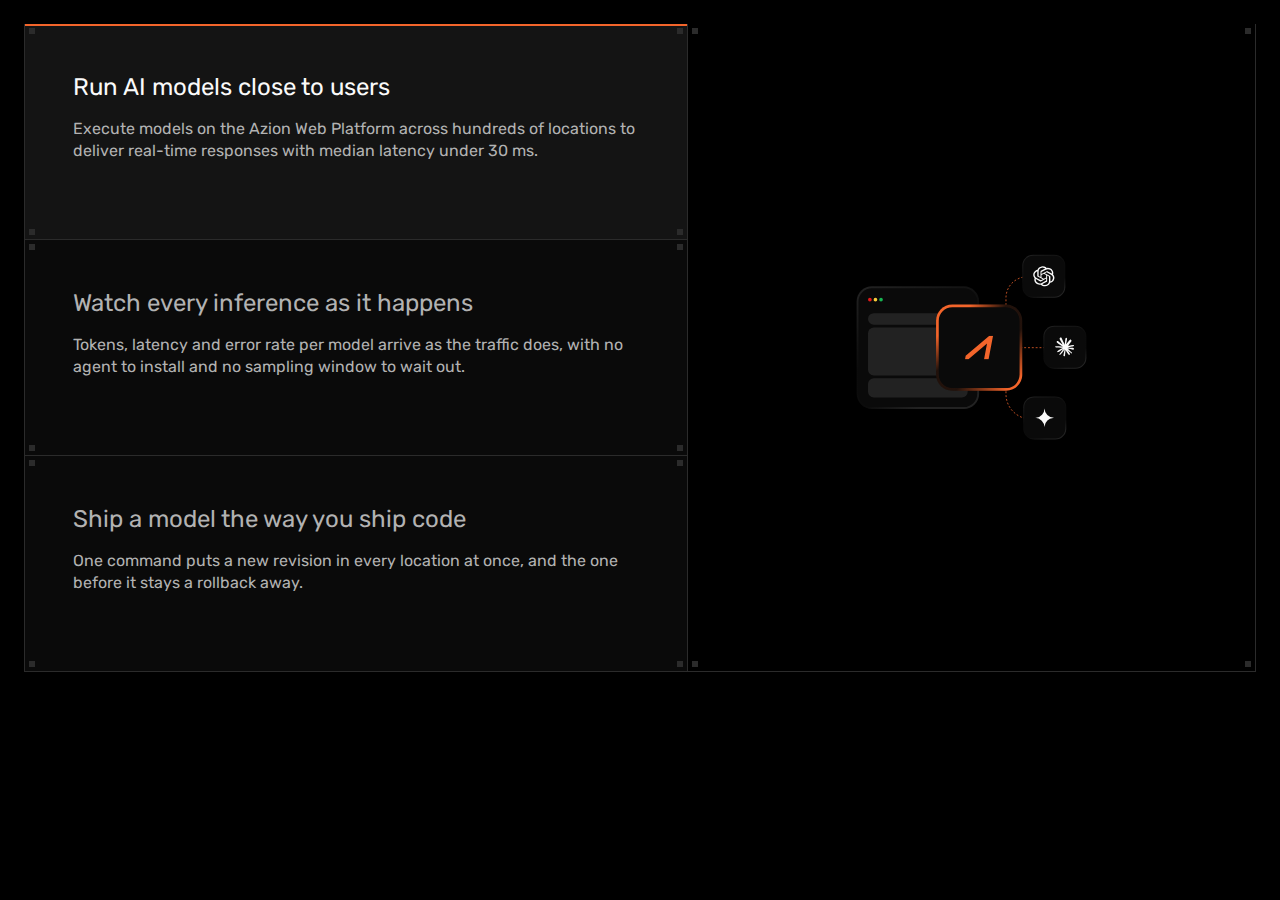 Run AI models close to users
Execute models on the Azion Web Platform across hundreds of locations to
deliver real-time responses with median latency under 30 ms.
Watch every inference as it happens
Tokens, latency and error rate per model arrive as the traffic does, with no
agent to install and no sampling window to wait out.
Ship a model the way you ship code
One command puts a new revision in every location at once, and the one
before it stays a rollback away.